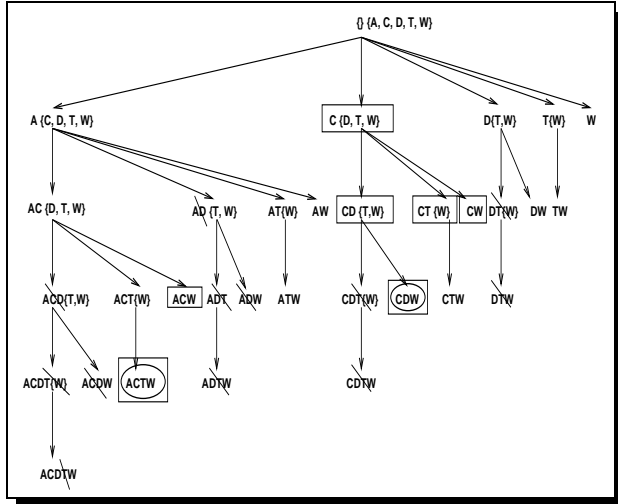 {} {A, C, D, T, W}
A {C, D, T, W} C {D, T, W} D{T,W} T{W} W
AC {D, T, W} AD {T, W} AT{W} AW CD {T,W} CT {W} CW DT{W} DW TW
ACD{T,W} ACT{W} ACW ADT ADW ATW CDT{W} CDW CTW DTW
ACDT{W} ACDW ACTW ADTW CDTW
ACDTW